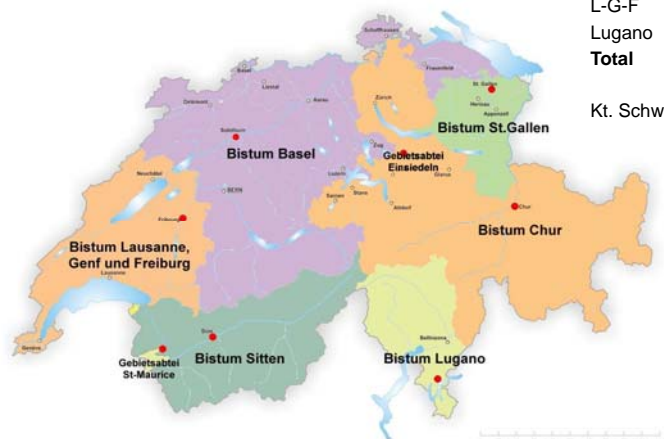 L-G-F
Lugano
Total
Kt. Schw
Schaffhausen
Basel
Liestal
Frauenfeld
Delémont
Aarau
Zürich
St. Gallen
Herisau
Appenzell
Solothurn
Bistum St.Gallen
Bistum Basel
Zug
Gebietsabtei
Einsiedeln
Neuchâtel
Luzern
Glarus
BERN
Stans
Sarnen
Altdorf
Chur
Fribourg
Bistum Chur
Bistum Lausanne,
Genf und Freiburg
Lausanne
Sion
Bellinzona
Genève
Gebietsabtei
St-Maurice
Bistum Sitten
Bistum Lugano